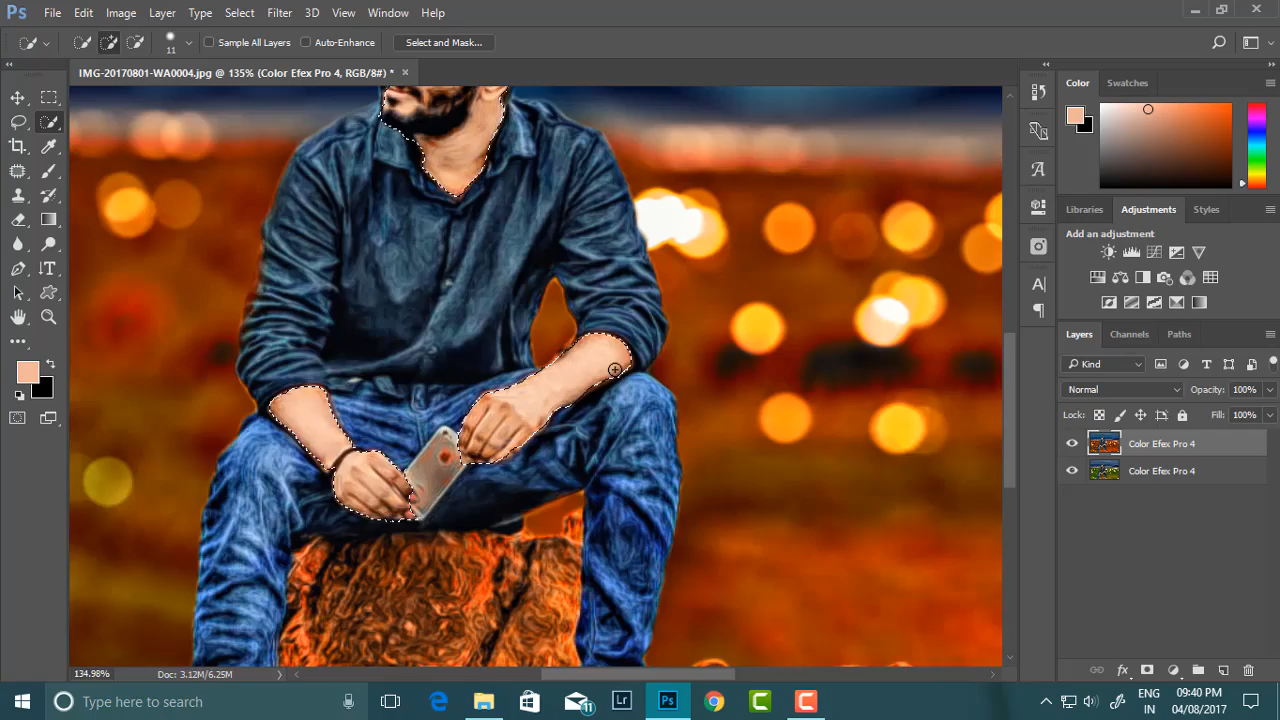 Ps File Edit Image Layer Type Select Filter 3D View Window Help
11 Sample All Layers Auto-Enhance Select and Mask...
IMG-20170801-WA0004.jpg @ 135% (Color Efex Pro 4, RGB/8#) * ×
Color Swatches
Libraries Adjustments Styles
Add an adjustment
Layers Channels Paths
Kind
Normal Opacity: 100%
Lock: Fill: 100%
Color Efex Pro 4
Color Efex Pro 4
134.98% Doc: 3.12M/6.25M
Type here to search 11 Lr Ps ENG 09:40 PM
IN 04/08/2017